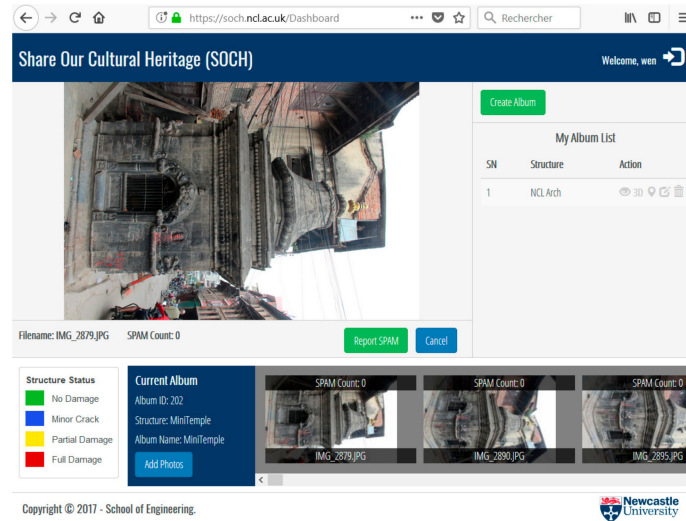 https://soch.ncl.ac.uk/Dashboard
Rechercher
Share Our Cultural Heritage (SOCH)
Welcome, wen
Create Album
My Album List
SN Structure Action
1 NCL Arch 3D
Filename: IMG_2879.JPG SPAM Count: 0
Report SPAM Cancel
Structure Status
No Damage
Minor Crack
Partial Damage
Full Damage
Current Album
Album ID: 202
Structure: MiniTemple
Album Name: MiniTemple
Add Photos
SPAM Count: 0
IMG_2879.JPG
SPAM Count: 0
IMG_2890.JPG
SPAM Count: 0
IMG_2895.JPG
Copyright © 2017 - School of Engineering.
Newcastle
University